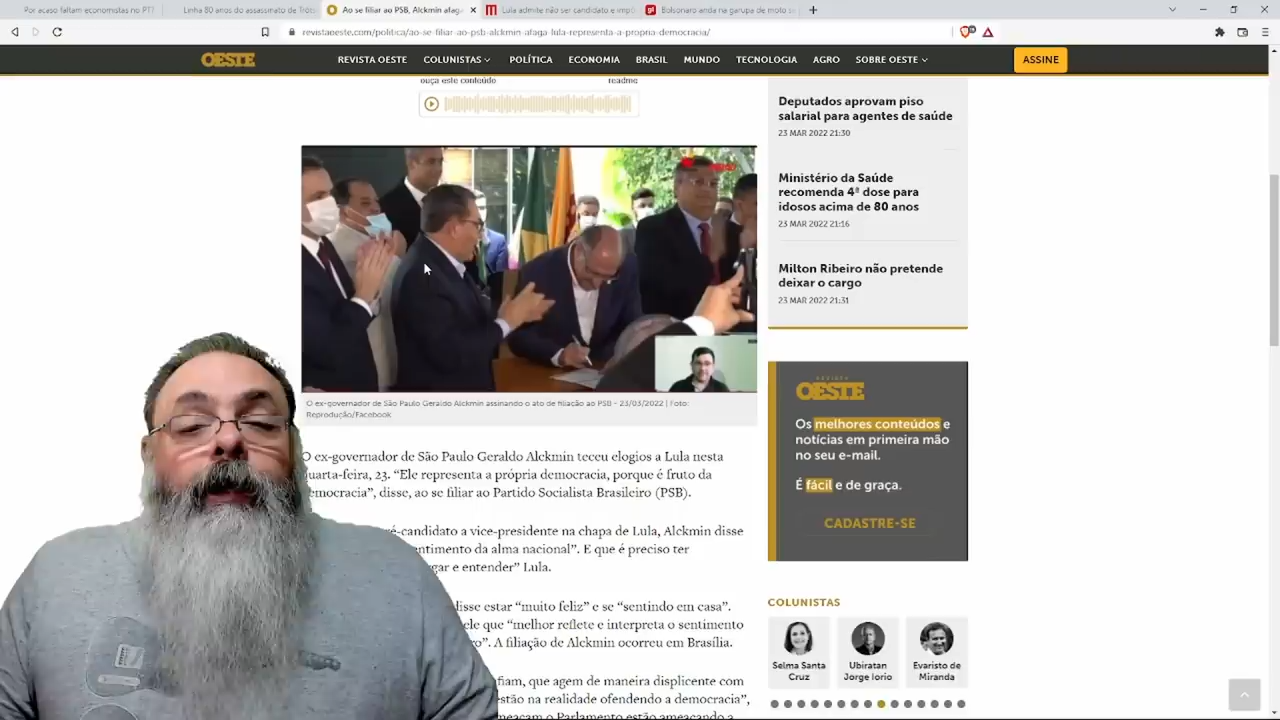 Por acaso faltam economistas no PT?
Linha 80 anos do assassinato de Trót
Ao se filiar ao PSB, Alckmin afaga
Lula admite não ser candidato e impõ
Bolsonaro anda na garupa de moto se
revistaoeste.com/politica/ao-se-filiar-ao-psb-alckmin-afaga-lula-representa-a-propria-democracia/
OESTE
REVISTA OESTE
COLUNISTAS
POLÍTICA
ECONOMIA
BRASIL
MUNDO
TECNOLOGIA
AGRO
SOBRE OESTE
ASSINE
ouça este conteúdo
readme
O ex-governador de São Paulo Geraldo Alckmin assinando o ato de filiação ao PSB - 23/03/2022 | Foto:
Reprodução/Facebook
O ex-governador de São Paulo Geraldo Alckmin teceu elogios a Lula nesta
uarta-feira, 23. “Ele representa a própria democracia, porque é fruto da
emocracia”, disse, ao se filiar ao Partido Socialista Brasileiro (PSB).
ré-candidato a vice-presidente na chapa de Lula, Alckmin disse
entimento da alma nacional”. E que é preciso ter
gar e entender” Lula.
disse estar “muito feliz” e se “sentindo em casa”.
ele que “melhor reflete e interpreta o sentimento
ro”. A filiação de Alckmin ocorreu em Brasília.
fiam, que agem de maneira displicente com
stão na realidade ofendendo a democracia”,
meaçam o Parlamento estão ameaçando a
Deputados aprovam piso
salarial para agentes de saúde
23 MAR 2022 21:30
Ministério da Saúde
recomenda 4ª dose para
idosos acima de 80 anos
23 MAR 2022 21:16
Milton Ribeiro não pretende
deixar o cargo
23 MAR 2022 21:31
REVISTA
OESTE
Os melhores conteúdos e
notícias em primeira mão
no seu e-mail.
É fácil e de graça.
CADASTRE-SE
COLUNISTAS
Selma Santa
Cruz
Ubiratan
Jorge Iorio
Evaristo de
Miranda